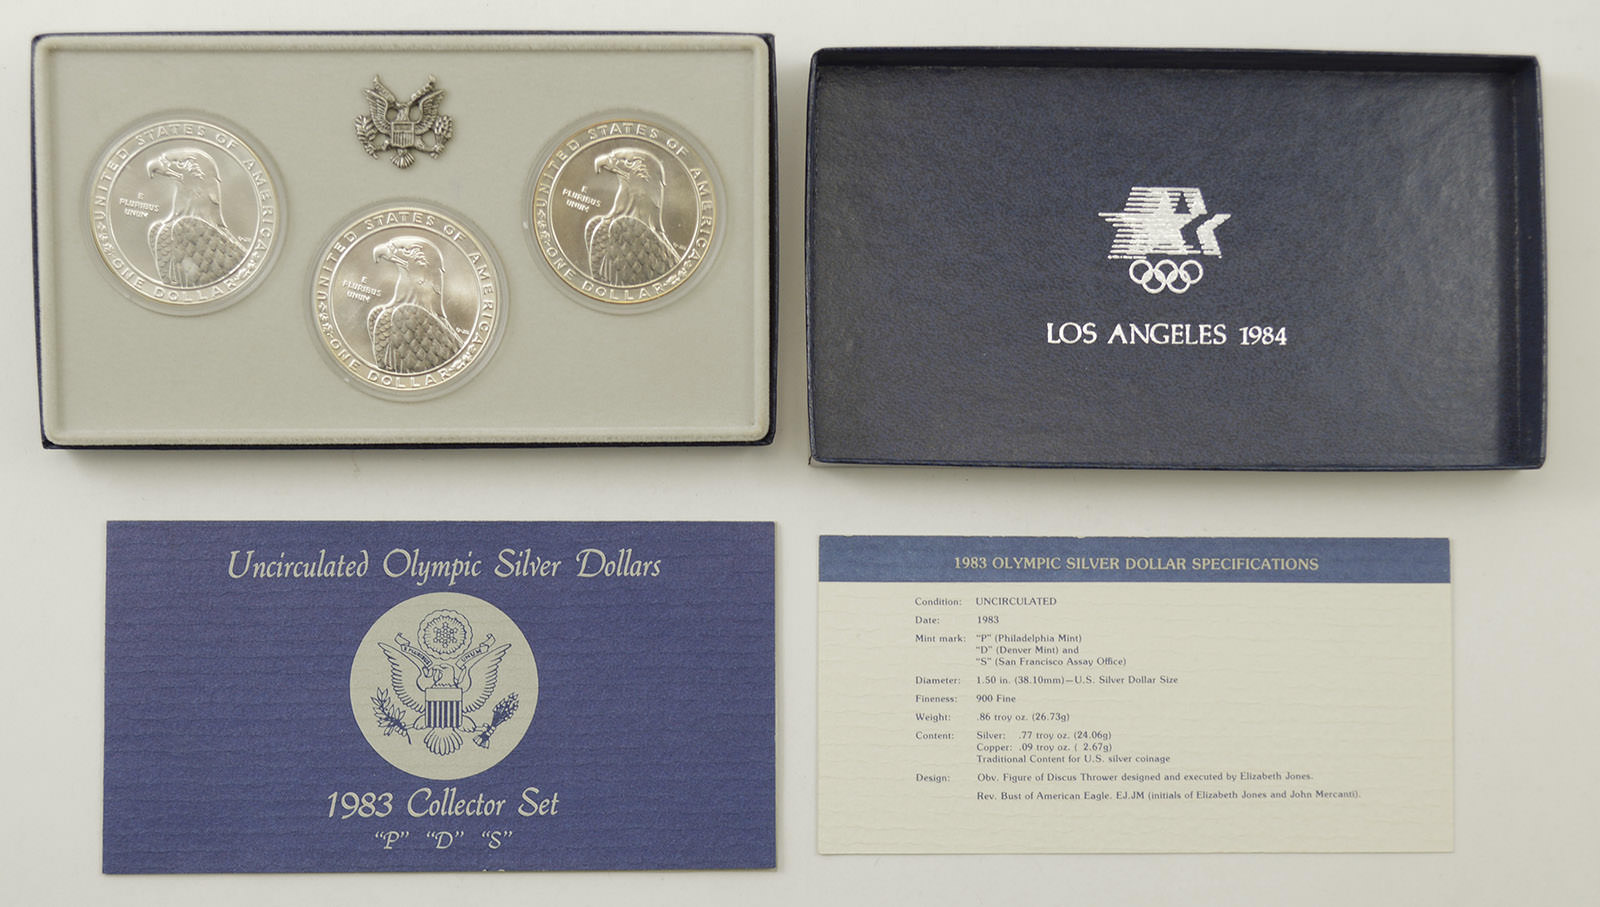 UNITED STATES OF AMERICA
E
PLURIBUS
UNUM
ONE DOLLAR
UNITED STATES OF AMERICA
E
PLURIBUS
UNUM
ONE DOLLAR
UNITED STATES OF AMERICA
E
PLURIBUS
UNUM
ONE DOLLAR
LOS ANGELES 1984
Uncirculated Olympic Silver Dollars
E PLURIBUS UNUM
1983 Collector Set
“P” “D” “S”
1983 OLYMPIC SILVER DOLLAR SPECIFICATIONS
Condition: UNCIRCULATED
Date: 1983
Mint mark: “P” (Philadelphia Mint)
“D” (Denver Mint) and
“S” (San Francisco Assay Office)
Diameter: 1.50 in. (38.10mm)—U.S. Silver Dollar Size
Fineness: 900 Fine
Weight: .86 troy oz. (26.73g)
Content: Silver: .77 troy oz. (24.06g)
Copper: .09 troy oz. ( 2.67g)
Traditional Content for U.S. silver coinage
Design: Obv. Figure of Discus Thrower designed and executed by Elizabeth Jones.
Rev. Bust of American Eagle. EJ.JM (initials of Elizabeth Jones and John Mercanti).